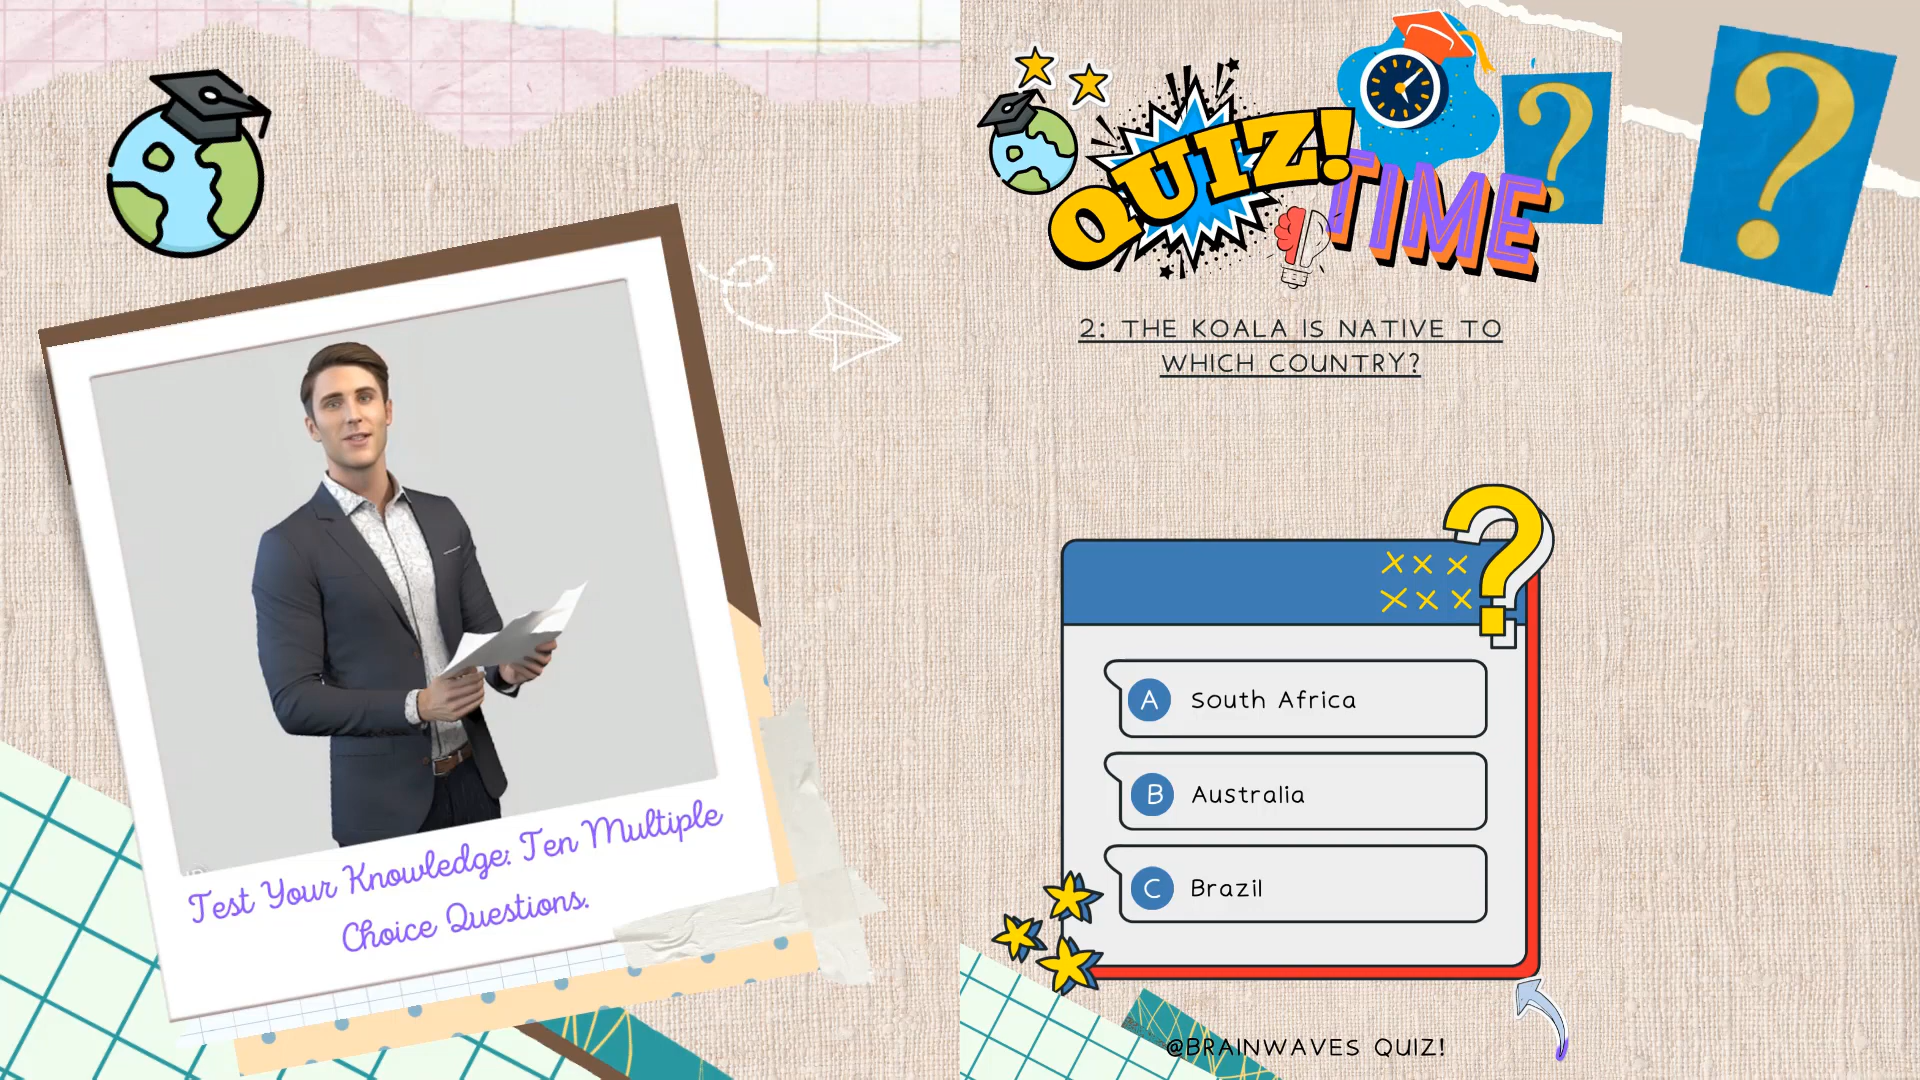 Test Your Knowledge: Ten Multiple
Choice Questions.
QUIZ!
TIME
2: THE KOALA IS NATIVE TO
WHICH COUNTRY?
A South Africa
B Australia
C Brazil
@BRAINWAVES QUIZ!